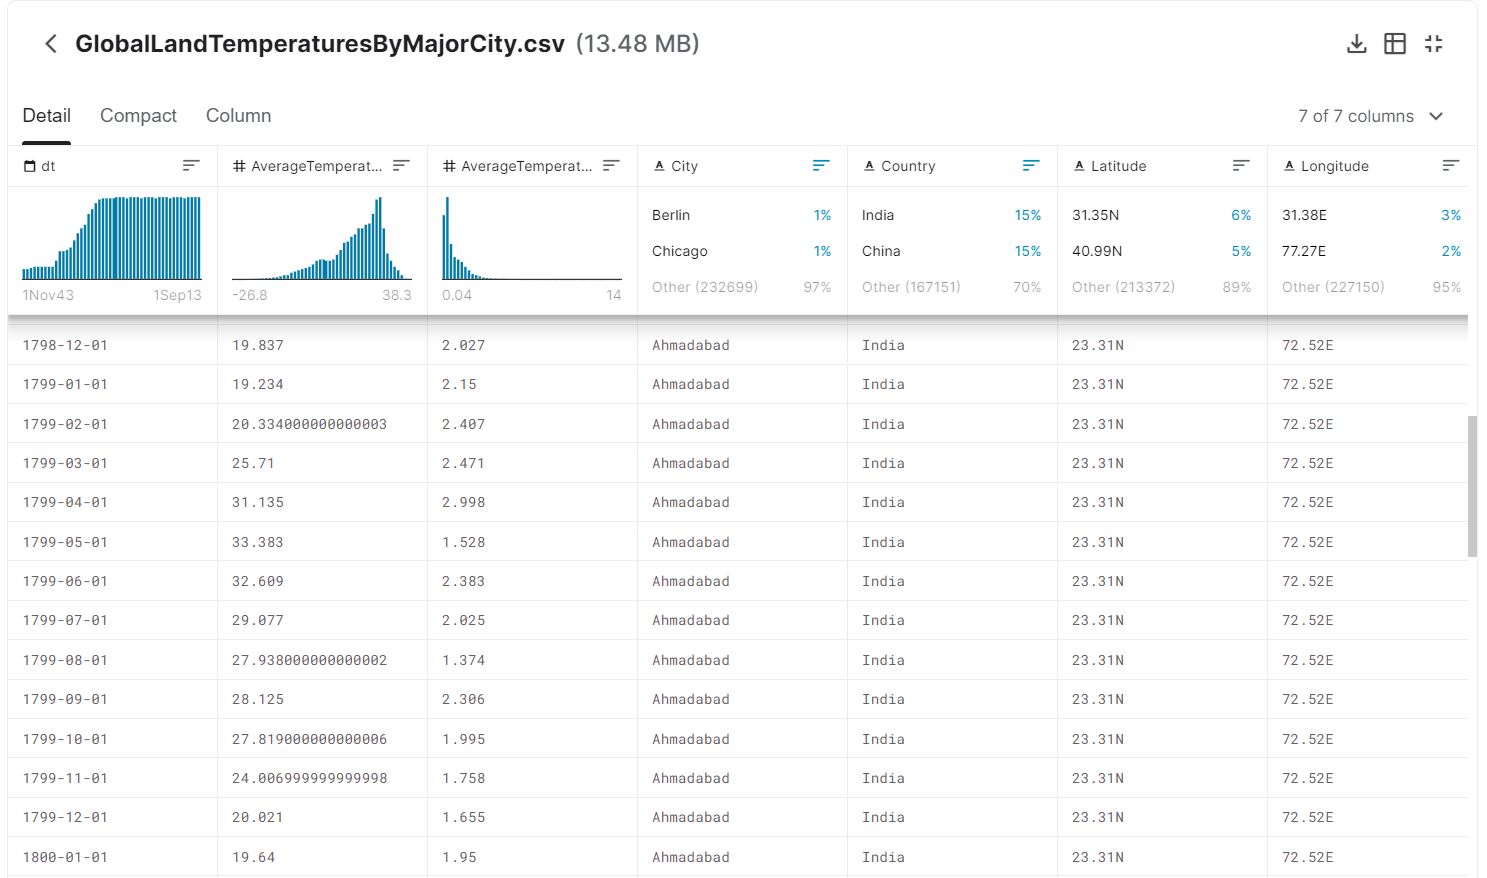 GlobalLandTemperaturesByMajorCity.csv (13.48 MB)
Detail Compact Column 7 of 7 columns
dt AverageTemperat... AverageTemperat... City Country Latitude Longitude
Berlin 1% India 15% 31.35N 6% 31.38E 3%
Chicago 1% China 15% 40.99N 5% 77.27E 2%
Other (232699) 97% Other (167151) 70% Other (213372) 89% Other (227150) 95%
1Nov43 1Sep13 -26.8 38.3 0.04 14
1798-12-01 19.837 2.027 Ahmadabad India 23.31N 72.52E
1799-01-01 19.234 2.15 Ahmadabad India 23.31N 72.52E
1799-02-01 20.334000000000003 2.407 Ahmadabad India 23.31N 72.52E
1799-03-01 25.71 2.471 Ahmadabad India 23.31N 72.52E
1799-04-01 31.135 2.998 Ahmadabad India 23.31N 72.52E
1799-05-01 33.383 1.528 Ahmadabad India 23.31N 72.52E
1799-06-01 32.609 2.383 Ahmadabad India 23.31N 72.52E
1799-07-01 29.077 2.025 Ahmadabad India 23.31N 72.52E
1799-08-01 27.938000000000002 1.374 Ahmadabad India 23.31N 72.52E
1799-09-01 28.125 2.306 Ahmadabad India 23.31N 72.52E
1799-10-01 27.819000000000006 1.995 Ahmadabad India 23.31N 72.52E
1799-11-01 24.006999999999998 1.758 Ahmadabad India 23.31N 72.52E
1799-12-01 20.021 1.655 Ahmadabad India 23.31N 72.52E
1800-01-01 19.64 1.95 Ahmadabad India 23.31N 72.52E